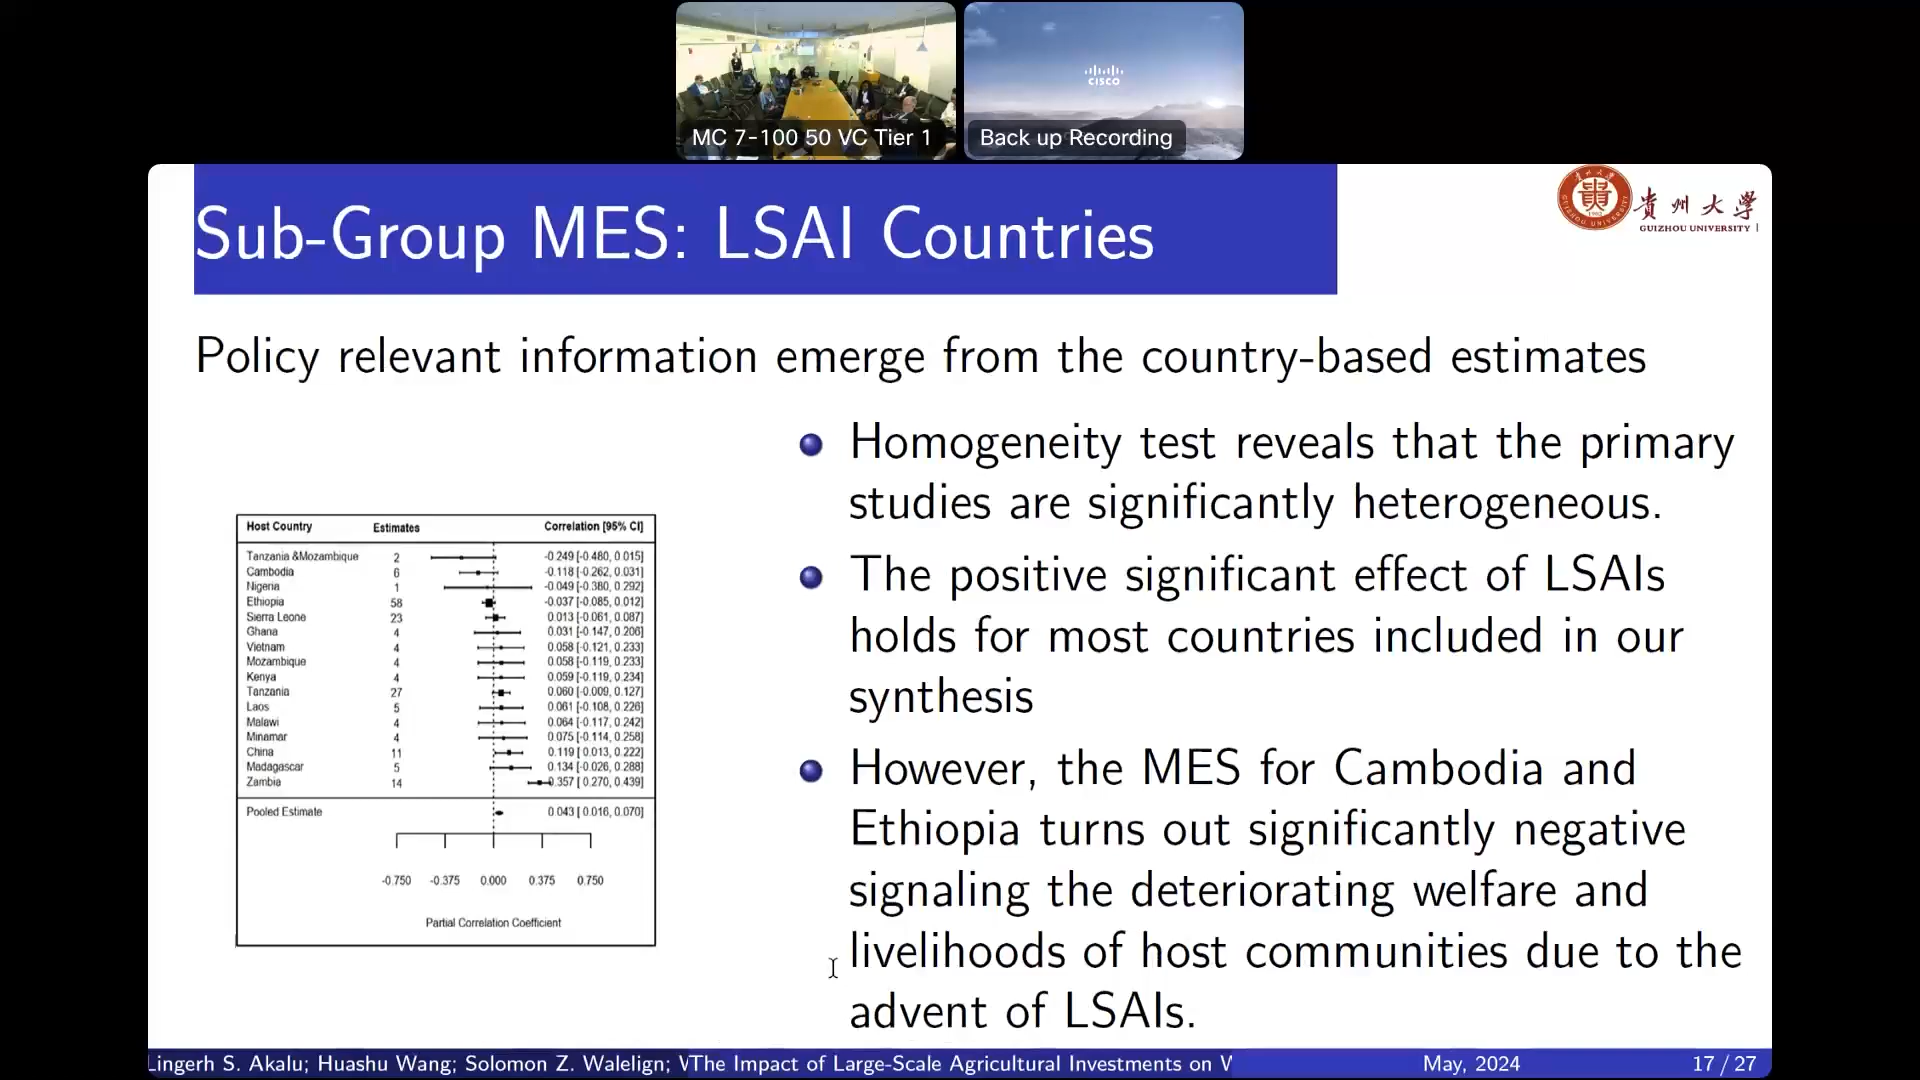 CISCO
MC 7-100 50 VC Tier 1
Back up Recording
Sub-Group MES: LSAI Countries
貴州大学
GUIZHOU UNIVERSITY
Policy relevant information emerge from the country-based estimates
Homogeneity test reveals that the primary
studies are significantly heterogeneous.
The positive significant effect of LSAIs
holds for most countries included in our
synthesis
However, the MES for Cambodia and
Ethiopia turns out significantly negative
signaling the deteriorating welfare and
livelihoods of host communities due to the
advent of LSAIs.
Host Country Estimates Correlation [95% CI]
Tanzania &Mozambique 2 -0.249 [-0.480, 0.015]
Cambodia 6 -0.118 [-0.262, 0.031]
Nigeria 1 -0.049 [-0.380, 0.292]
Ethiopia 58 -0.037 [-0.085, 0.012]
Sierra Leone 23 0.013 [-0.061, 0.087]
Ghana 4 0.031 [-0.147, 0.206]
Vietnam 4 0.058 [-0.121, 0.233]
Mozambique 4 0.058 [-0.119, 0.233]
Kenya 4 0.059 [-0.119, 0.234]
Tanzania 27 0.060 [-0.009, 0.127]
Laos 5 0.061 [-0.108, 0.226]
Malawi 4 0.064 [-0.117, 0.242]
Minamar 4 0.075 [-0.114, 0.258]
China 11 0.119 [ 0.013, 0.222]
Madagascar 5 0.134 [-0.026, 0.288]
Zambia 14 0.357 [ 0.270, 0.439]
Pooled Estimate 0.043 [ 0.016, 0.070]
-0.750 -0.375 0.000 0.375 0.750
Partial Correlation Coefficient
Lingerh S. Akalu; Huashu Wang; Solomon Z. Walelign; V The Impact of Large-Scale Agricultural Investments on W May, 2024 17 / 27